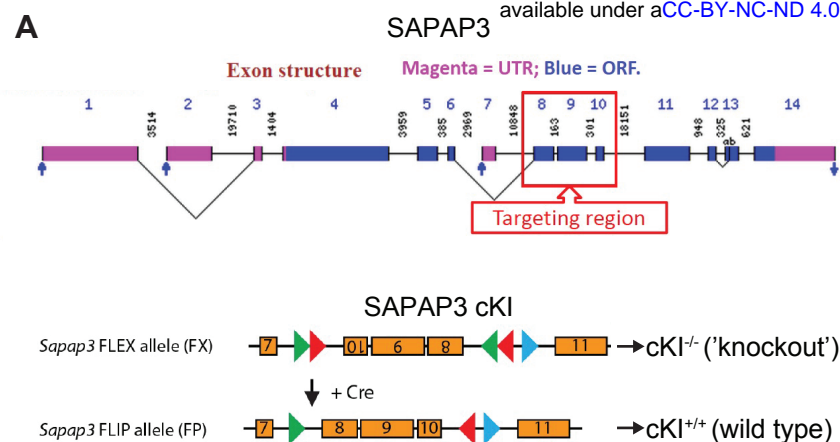 available under aCC-BY-NC-ND 4.0
A
SAPAP3
Exon structure Magenta = UTR; Blue = ORF.
1 2 3 4 5 6 7 8 9 10 11 12 13 14
3514 19710 1404 3959 385 2969 10848 163 301 18151 948 325 621
ab
Targeting region
SAPAP3 cKI
Sapap3 FLEX allele (FX) 7 10 9 8 11 cKI-/- ('knockout')
+ Cre
Sapap3 FLIP allele (FP) 7 8 9 10 11 cKI+/+ (wild type)